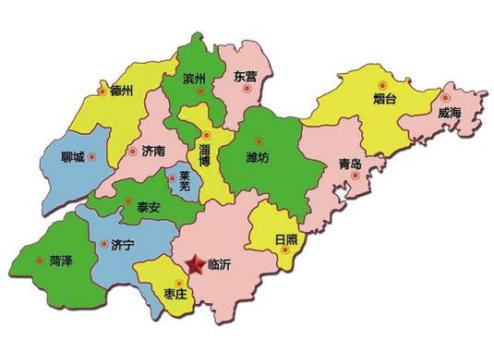 滨州
东营
德州
烟台
威海
聊城
济南
淄博
潍坊
青岛
莱芜
泰安
济宁
日照
菏泽
临沂
枣庄